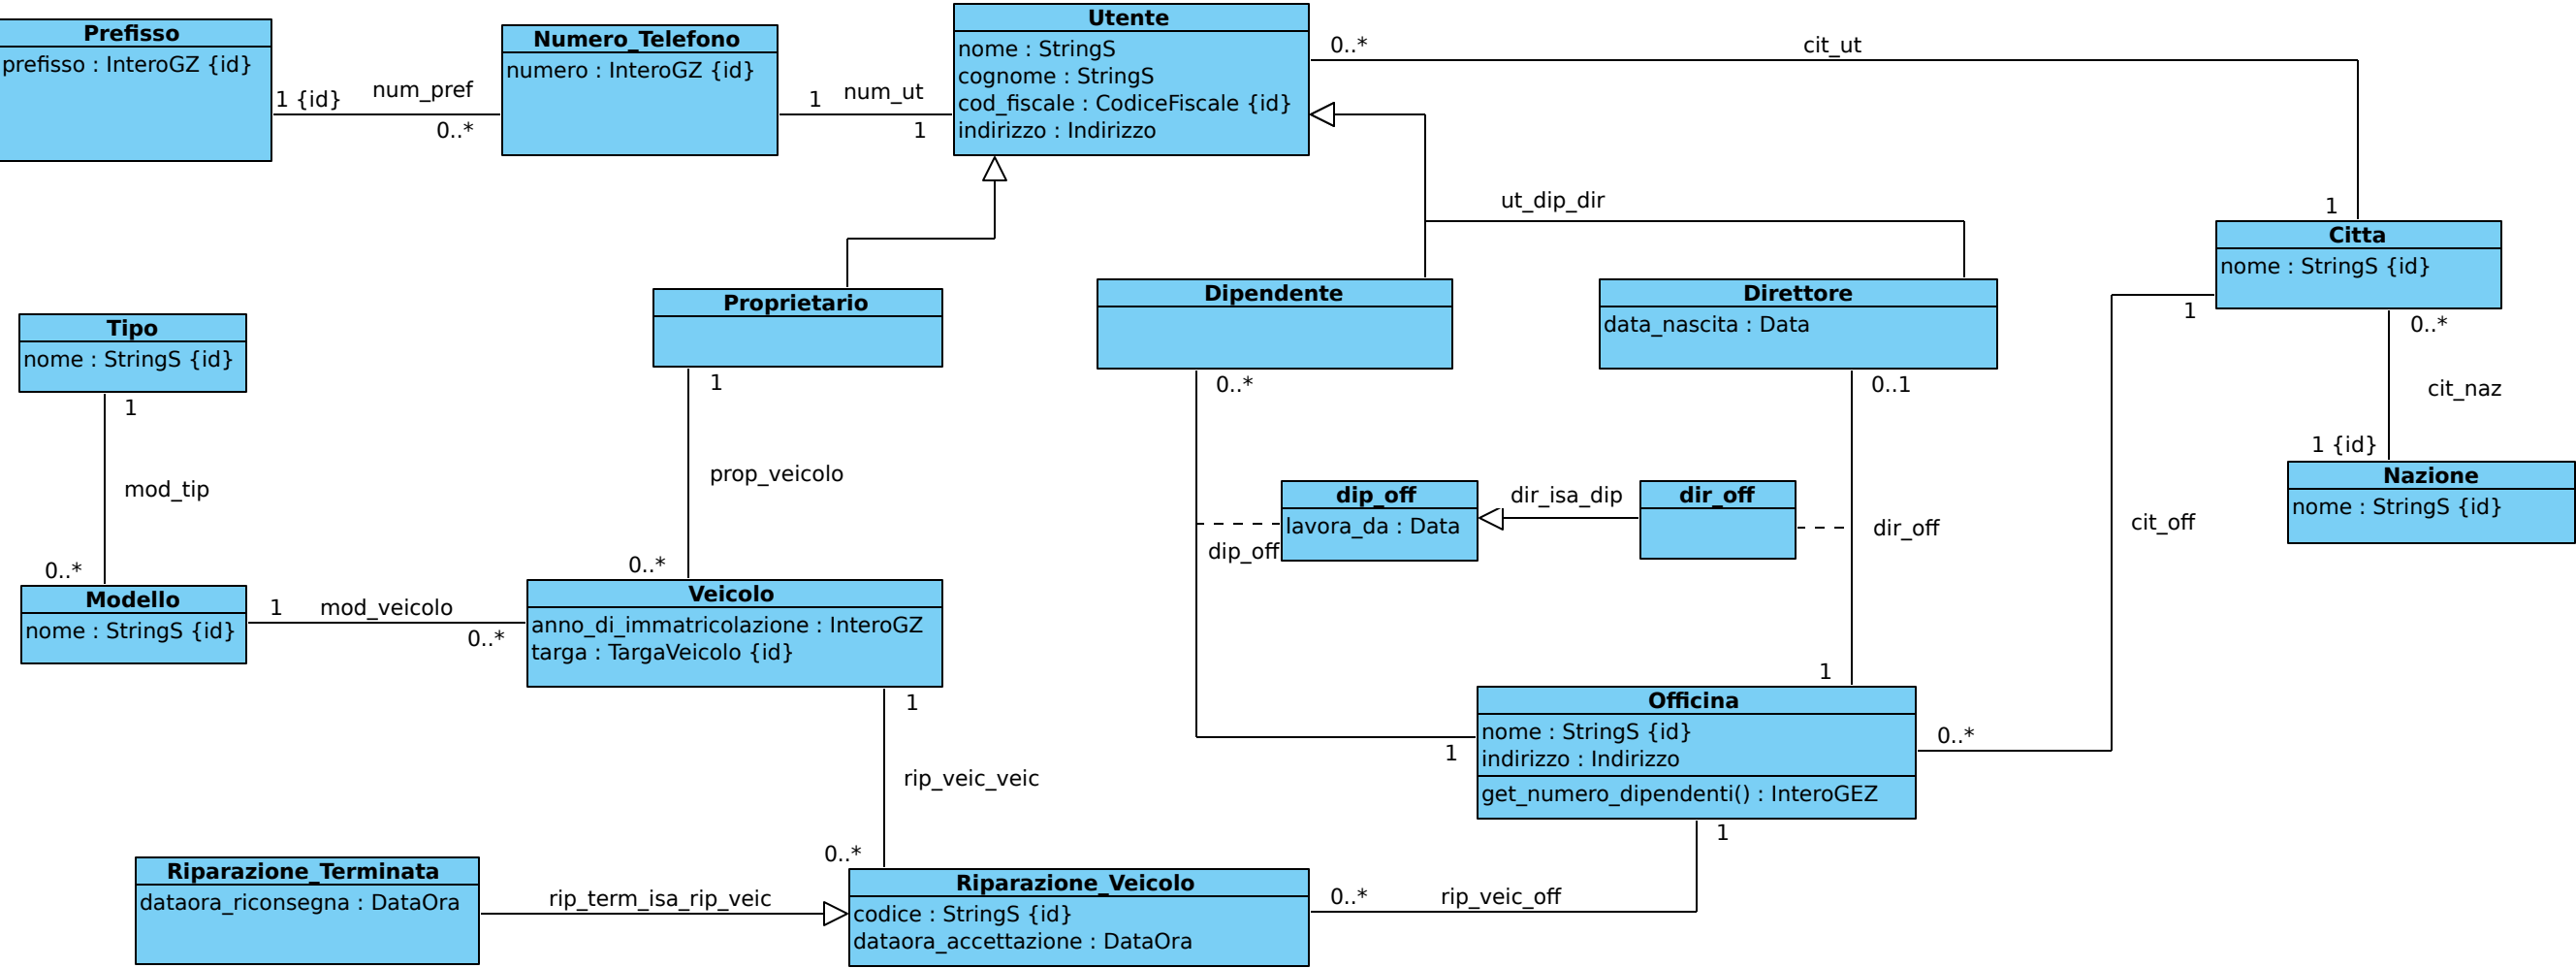 Prefisso
prefisso : InteroGZ {id}
1 {id}
num_pref
0..*
Numero_Telefono
numero : InteroGZ {id}
1
num_ut
1
Utente
nome : StringS
cognome : StringS
cod_fiscale : CodiceFiscale {id}
indirizzo : Indirizzo
0..*
cit_ut
1
ut_dip_dir
Citta
nome : StringS {id}
1
0..*
cit_naz
1 {id}
Nazione
nome : StringS {id}
Tipo
nome : StringS {id}
1
mod_tip
0..*
Proprietario
1
prop_veicolo
0..*
Dipendente
0..*
Direttore
data_nascita : Data
0..1
dip_off
lavora_da : Data
dir_isa_dip
dir_off
dip_off
dir_off
cit_off
1
1
Modello
nome : StringS {id}
1
mod_veicolo
0..*
Veicolo
anno_di_immatricolazione : InteroGZ
targa : TargaVeicolo {id}
1
rip_veic_veic
0..*
Officina
nome : StringS {id}
indirizzo : Indirizzo
get_numero_dipendenti() : InteroGEZ
0..*
1
Riparazione_Terminata
dataora_riconsegna : DataOra
rip_term_isa_rip_veic
Riparazione_Veicolo
codice : StringS {id}
dataora_accettazione : DataOra
0..*
rip_veic_off